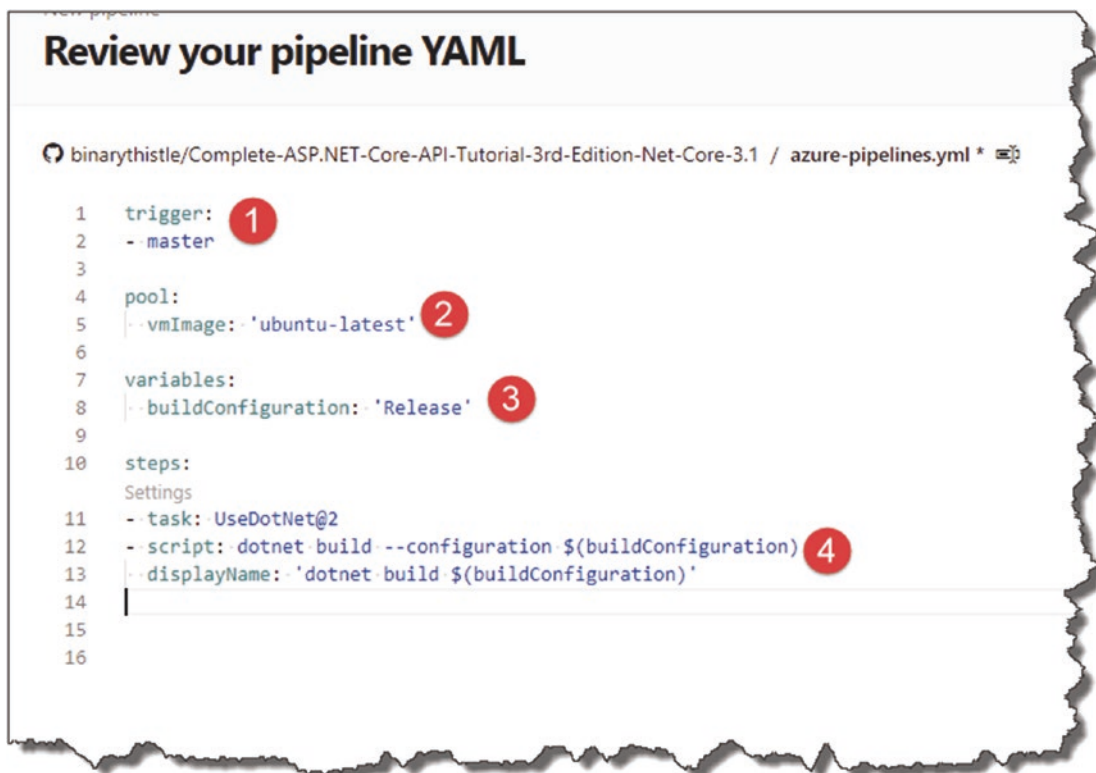 New pipeline
Review your pipeline YAML
binarythistle/Complete-ASP.NET-Core-API-Tutorial-3rd-Edition-Net-Core-3.1 / azure-pipelines.yml *
1 trigger: 1
2 - master
3
4 pool:
5 vmImage: 'ubuntu-latest' 2
6
7 variables:
8 buildConfiguration: 'Release' 3
9
10 steps:
Settings
11 - task: UseDotNet@2
12 - script: dotnet build --configuration $(buildConfiguration) 4
13 displayName: 'dotnet build $(buildConfiguration)'
14
15
16